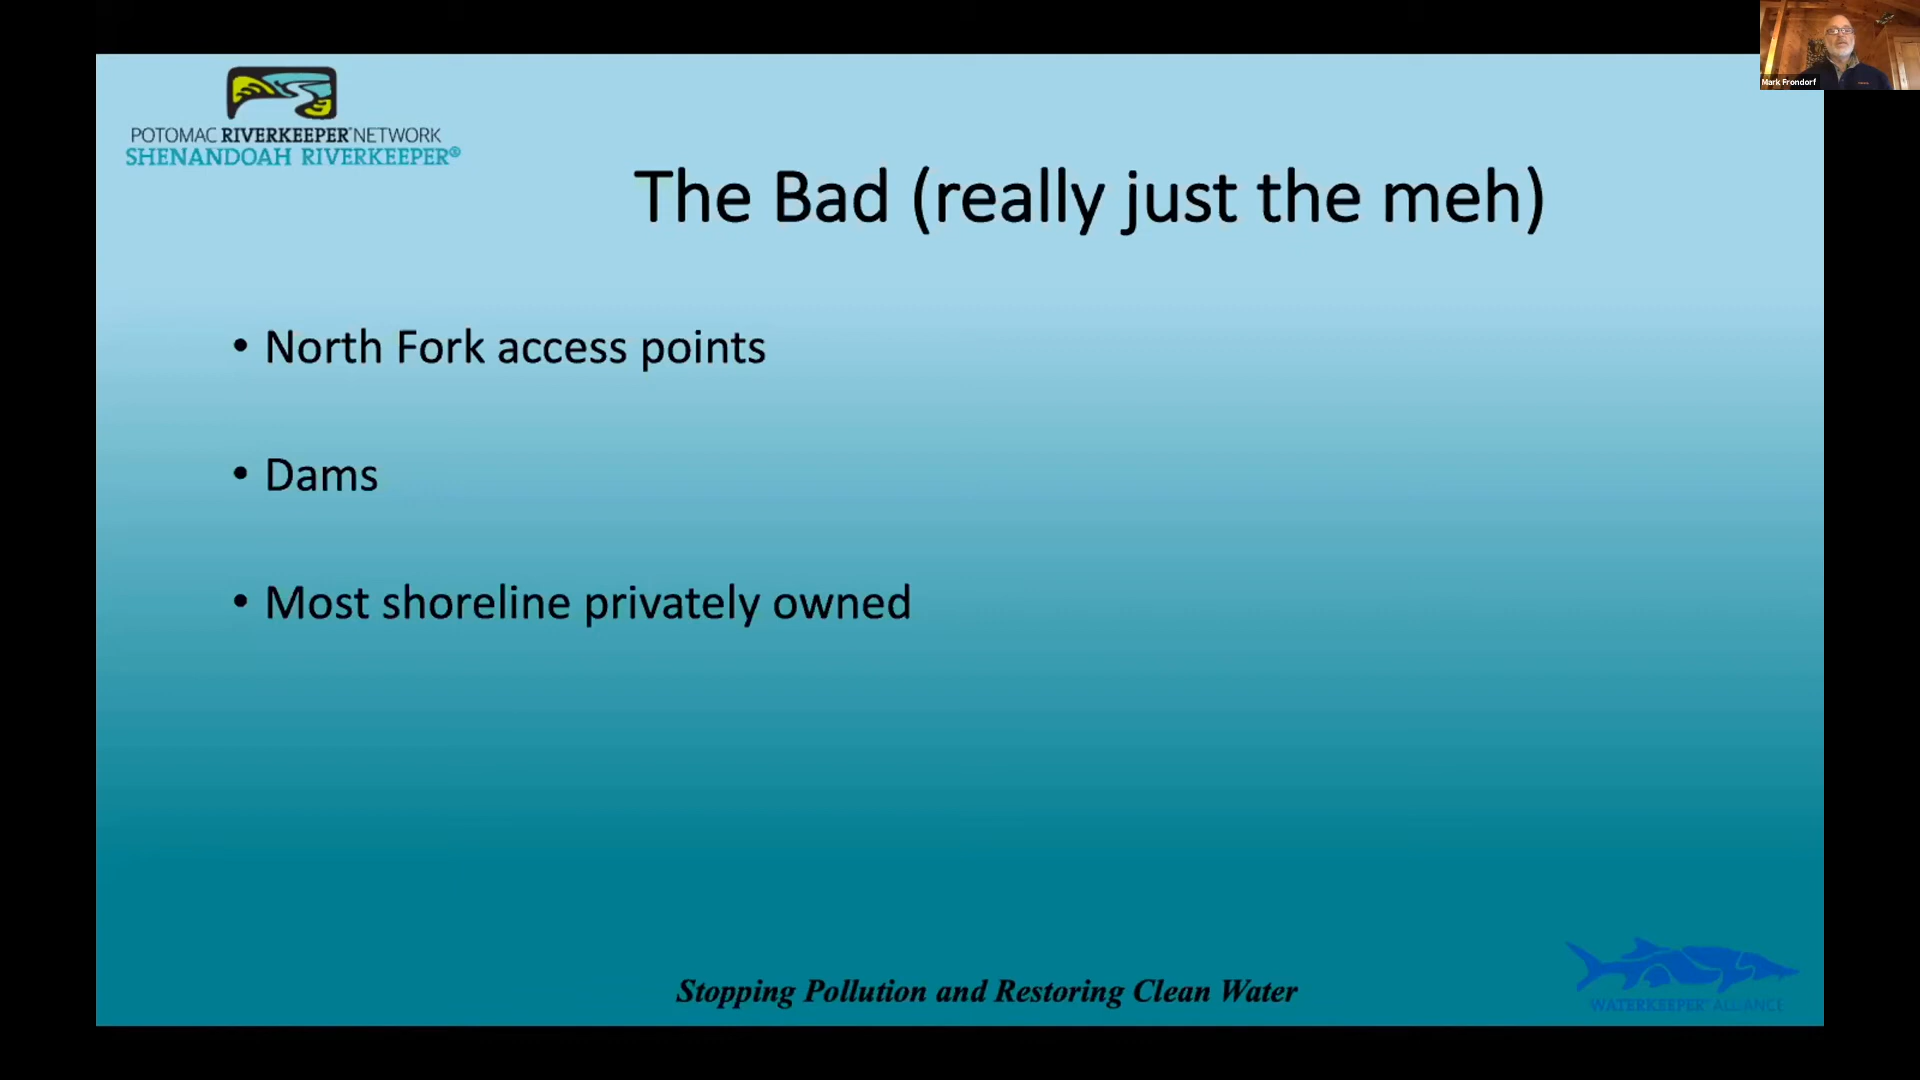 Mark Frondorf
POTOMAC RIVERKEEPER® NETWORK
SHENANDOAH RIVERKEEPER®
The Bad (really just the meh)
• North Fork access points
• Dams
• Most shoreline privately owned
Stopping Pollution and Restoring Clean Water
WATERKEEPER® ALLIANCE